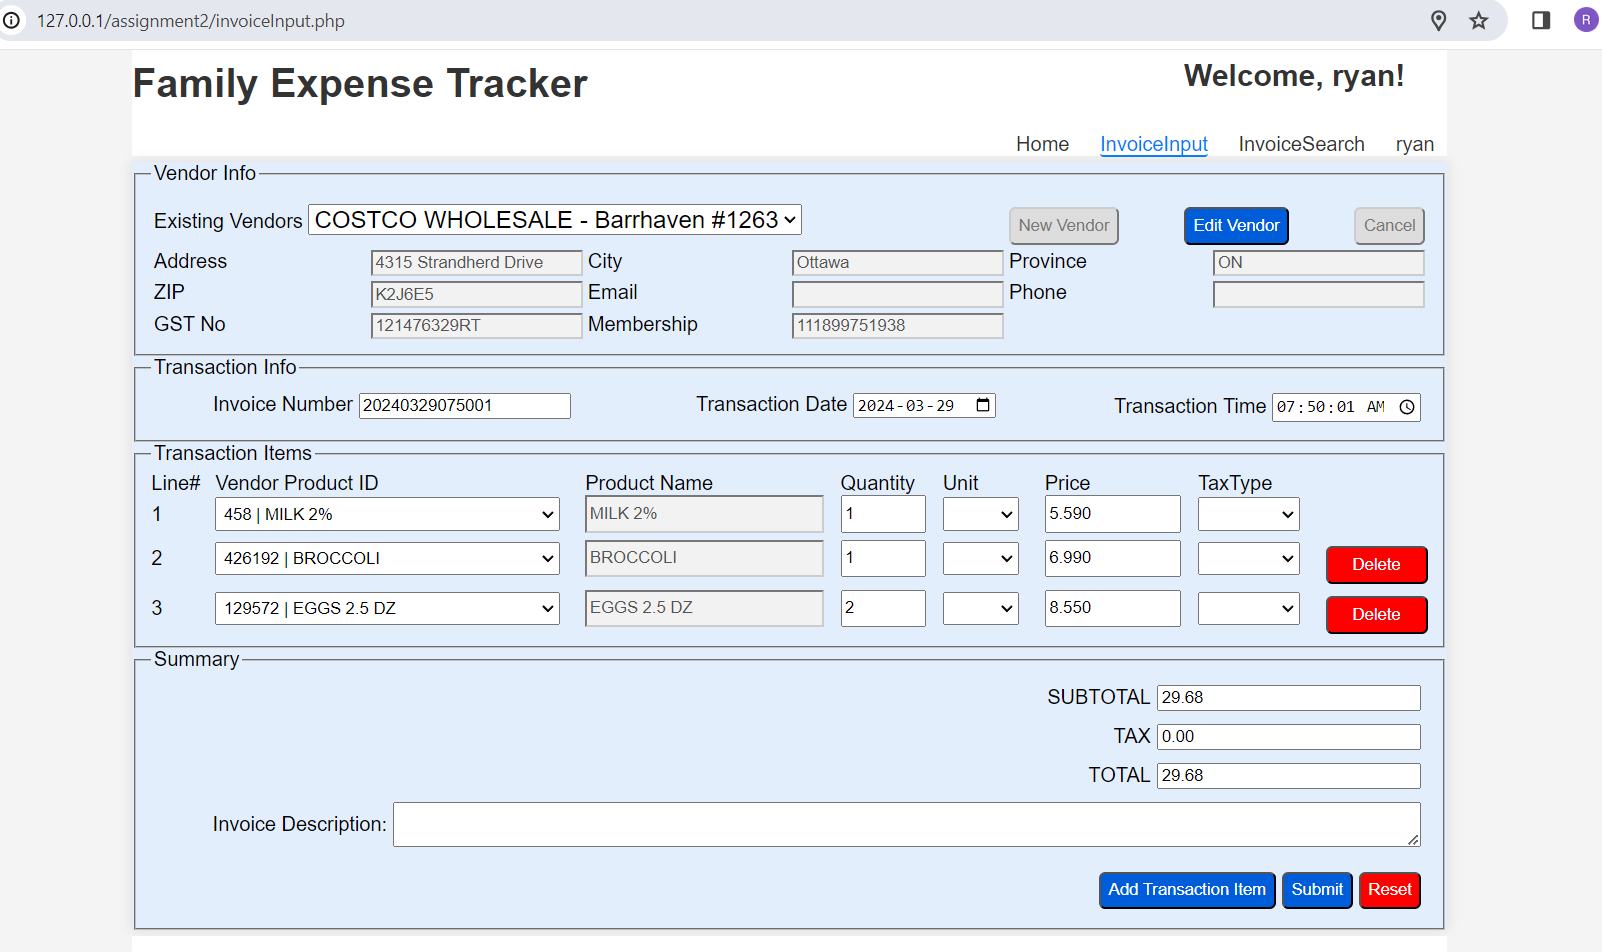 127.0.0.1/assignment2/invoiceInput.php
R
Family Expense Tracker
Welcome, ryan!
Home InvoiceInput InvoiceSearch ryan
Vendor Info
Existing Vendors COSTCO WHOLESALE - Barrhaven #1263 New Vendor Edit Vendor Cancel
Address 4315 Strandherd Drive City Ottawa Province ON
ZIP K2J6E5 Email Phone
GST No 121476329RT Membership 111899751938
Transaction Info
Invoice Number 20240329075001 Transaction Date 2024-03-29 Transaction Time 07:50:01 AM
Transaction Items
Line# Vendor Product ID Product Name Quantity Unit Price TaxType
1 458 | MILK 2% MILK 2% 1 5.590
2 426192 | BROCCOLI BROCCOLI 1 6.990 Delete
3 129572 | EGGS 2.5 DZ EGGS 2.5 DZ 2 8.550 Delete
Summary
SUBTOTAL 29.68
TAX 0.00
TOTAL 29.68
Invoice Description:
Add Transaction Item Submit Reset